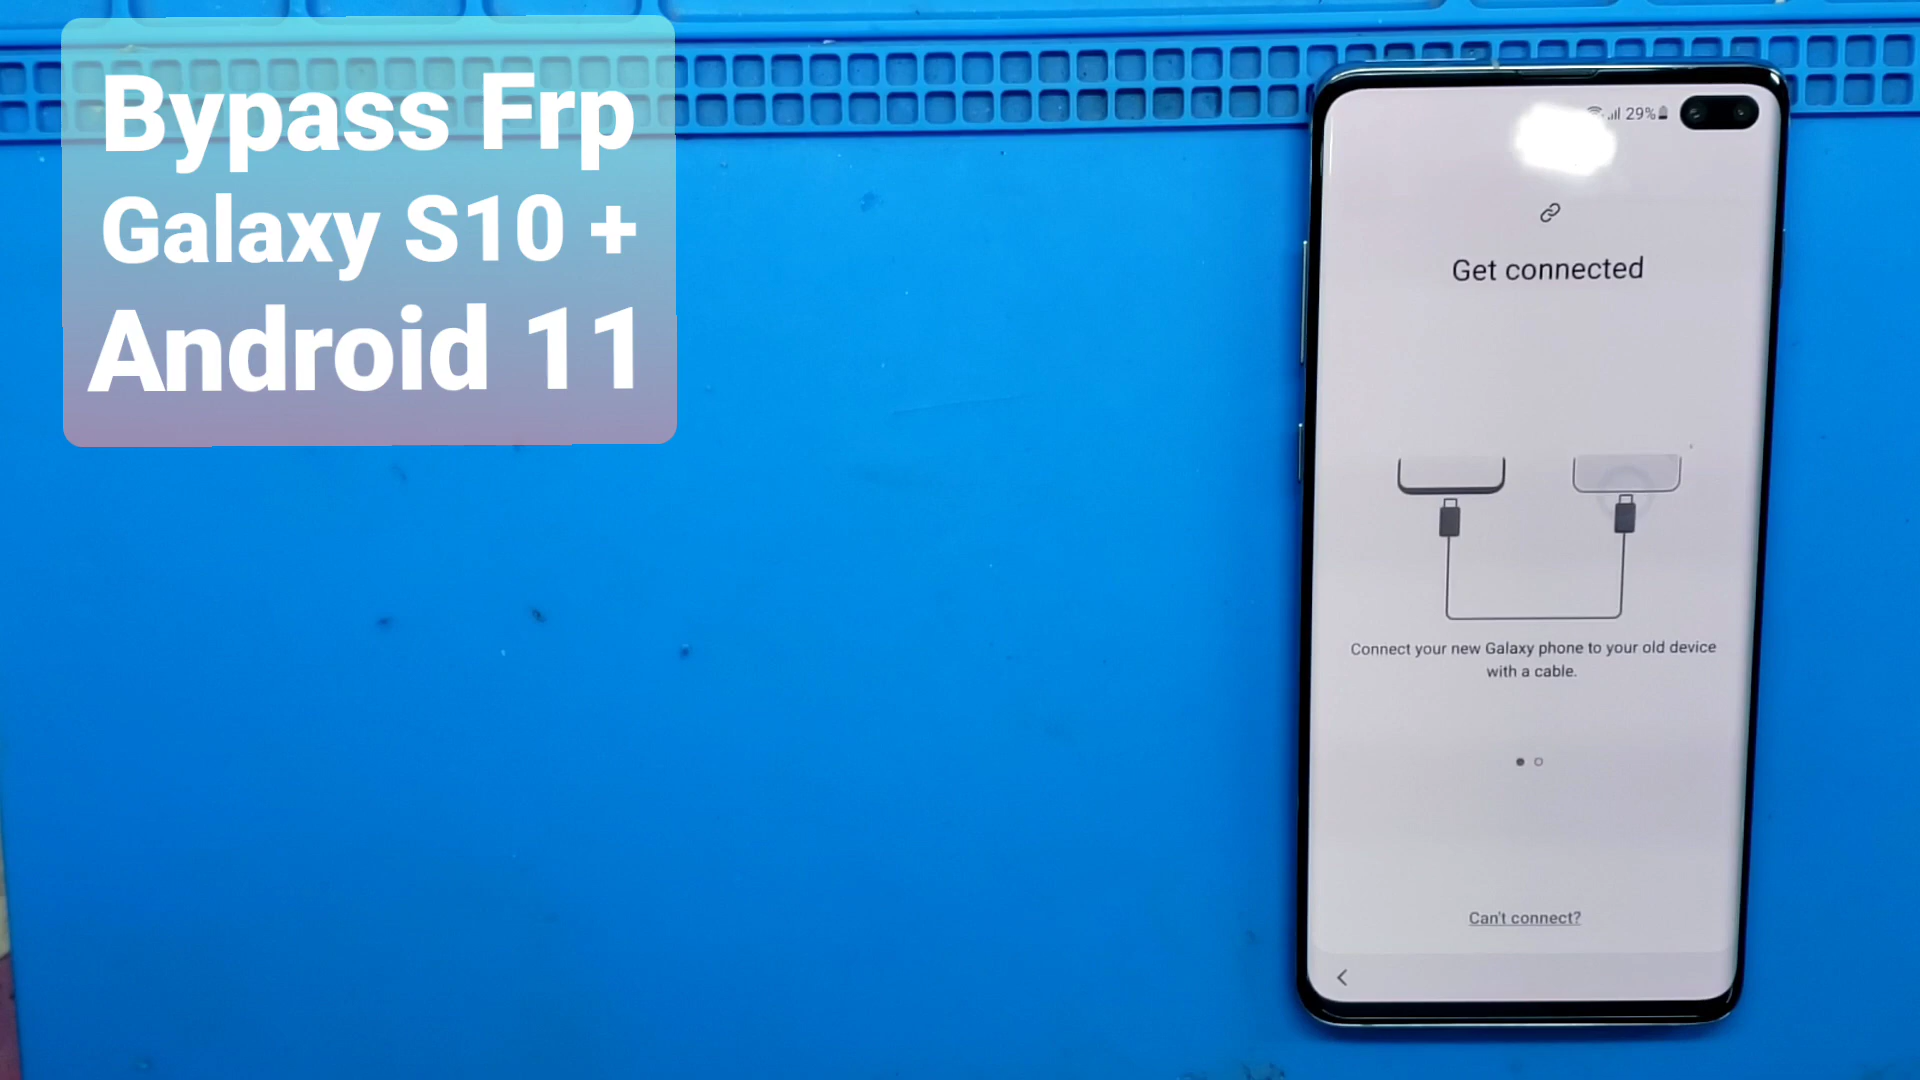 Bypass Frp
Galaxy S10 +
Android 11
29%
Get connected
Connect your new Galaxy phone to your old device
with a cable.
Can't connect?